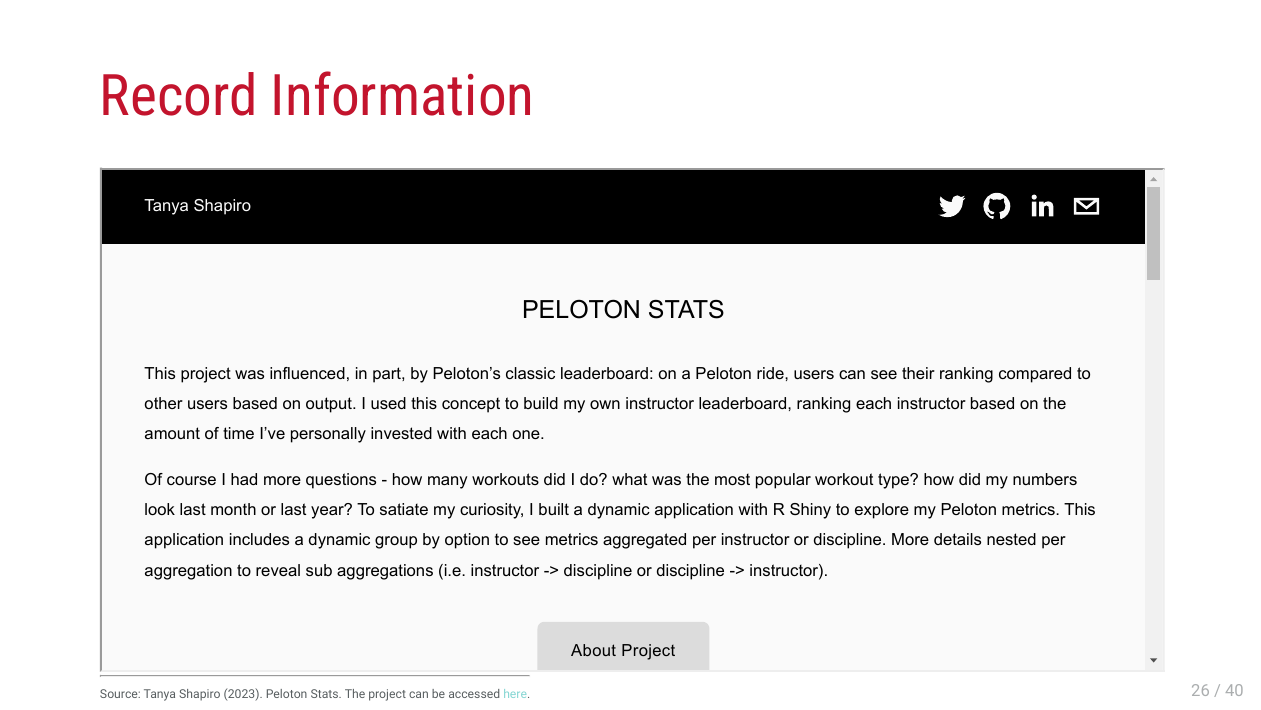 Record Information
Tanya Shapiro
PELOTON STATS
This project was influenced, in part, by Peloton’s classic leaderboard: on a Peloton ride, users can see their ranking compared to
other users based on output. I used this concept to build my own instructor leaderboard, ranking each instructor based on the
amount of time I’ve personally invested with each one.
Of course I had more questions - how many workouts did I do? what was the most popular workout type? how did my numbers
look last month or last year? To satiate my curiosity, I built a dynamic application with R Shiny to explore my Peloton metrics. This
application includes a dynamic group by option to see metrics aggregated per instructor or discipline. More details nested per
aggregation to reveal sub aggregations (i.e. instructor -> discipline or discipline -> instructor).
About Project
Source: Tanya Shapiro (2023). Peloton Stats. The project can be accessed here.
26 / 40